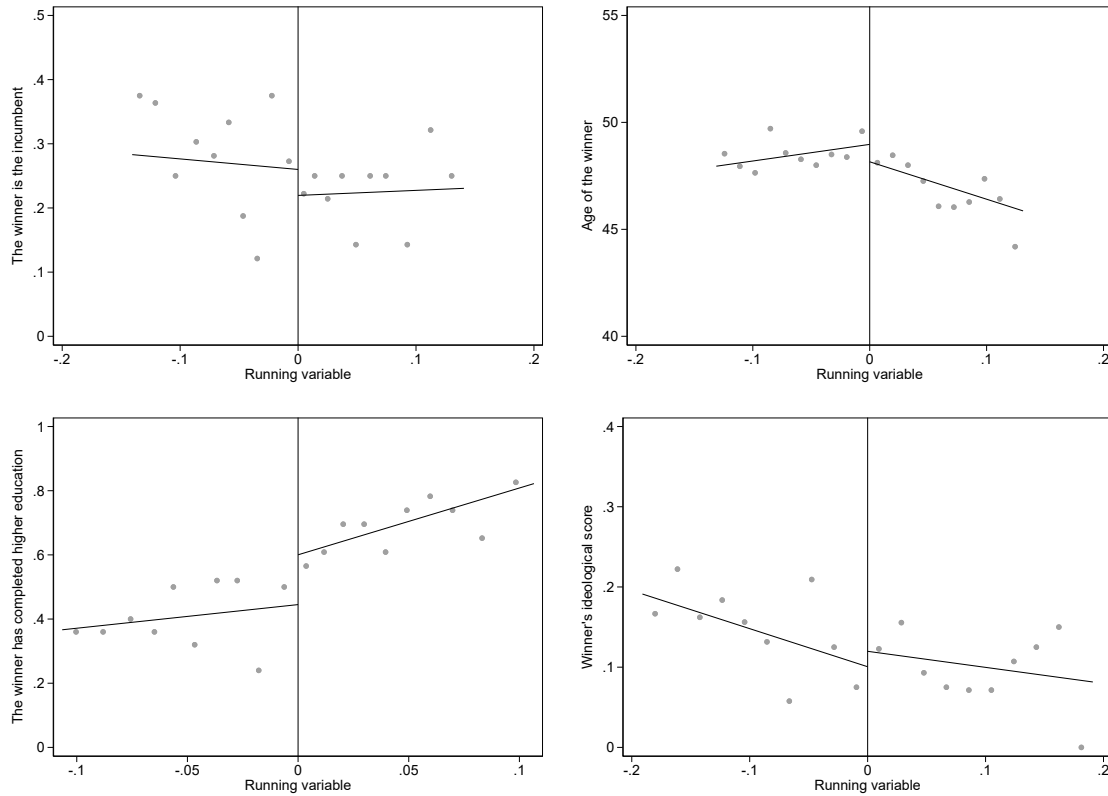 The winner is the incumbent
.5
.4
.3
.2
.1
0
-.2 -.1 0 .1 .2
Running variable
Age of the winner
55
50
45
40
-.2 -.1 0 .1 .2
Running variable
The winner has completed higher education
1
.8
.6
.4
.2
0
-.1 -.05 0 .05 .1
Running variable
Winner's ideological score
.4
.3
.2
.1
0
-.2 -.1 0 .1 .2
Running variable